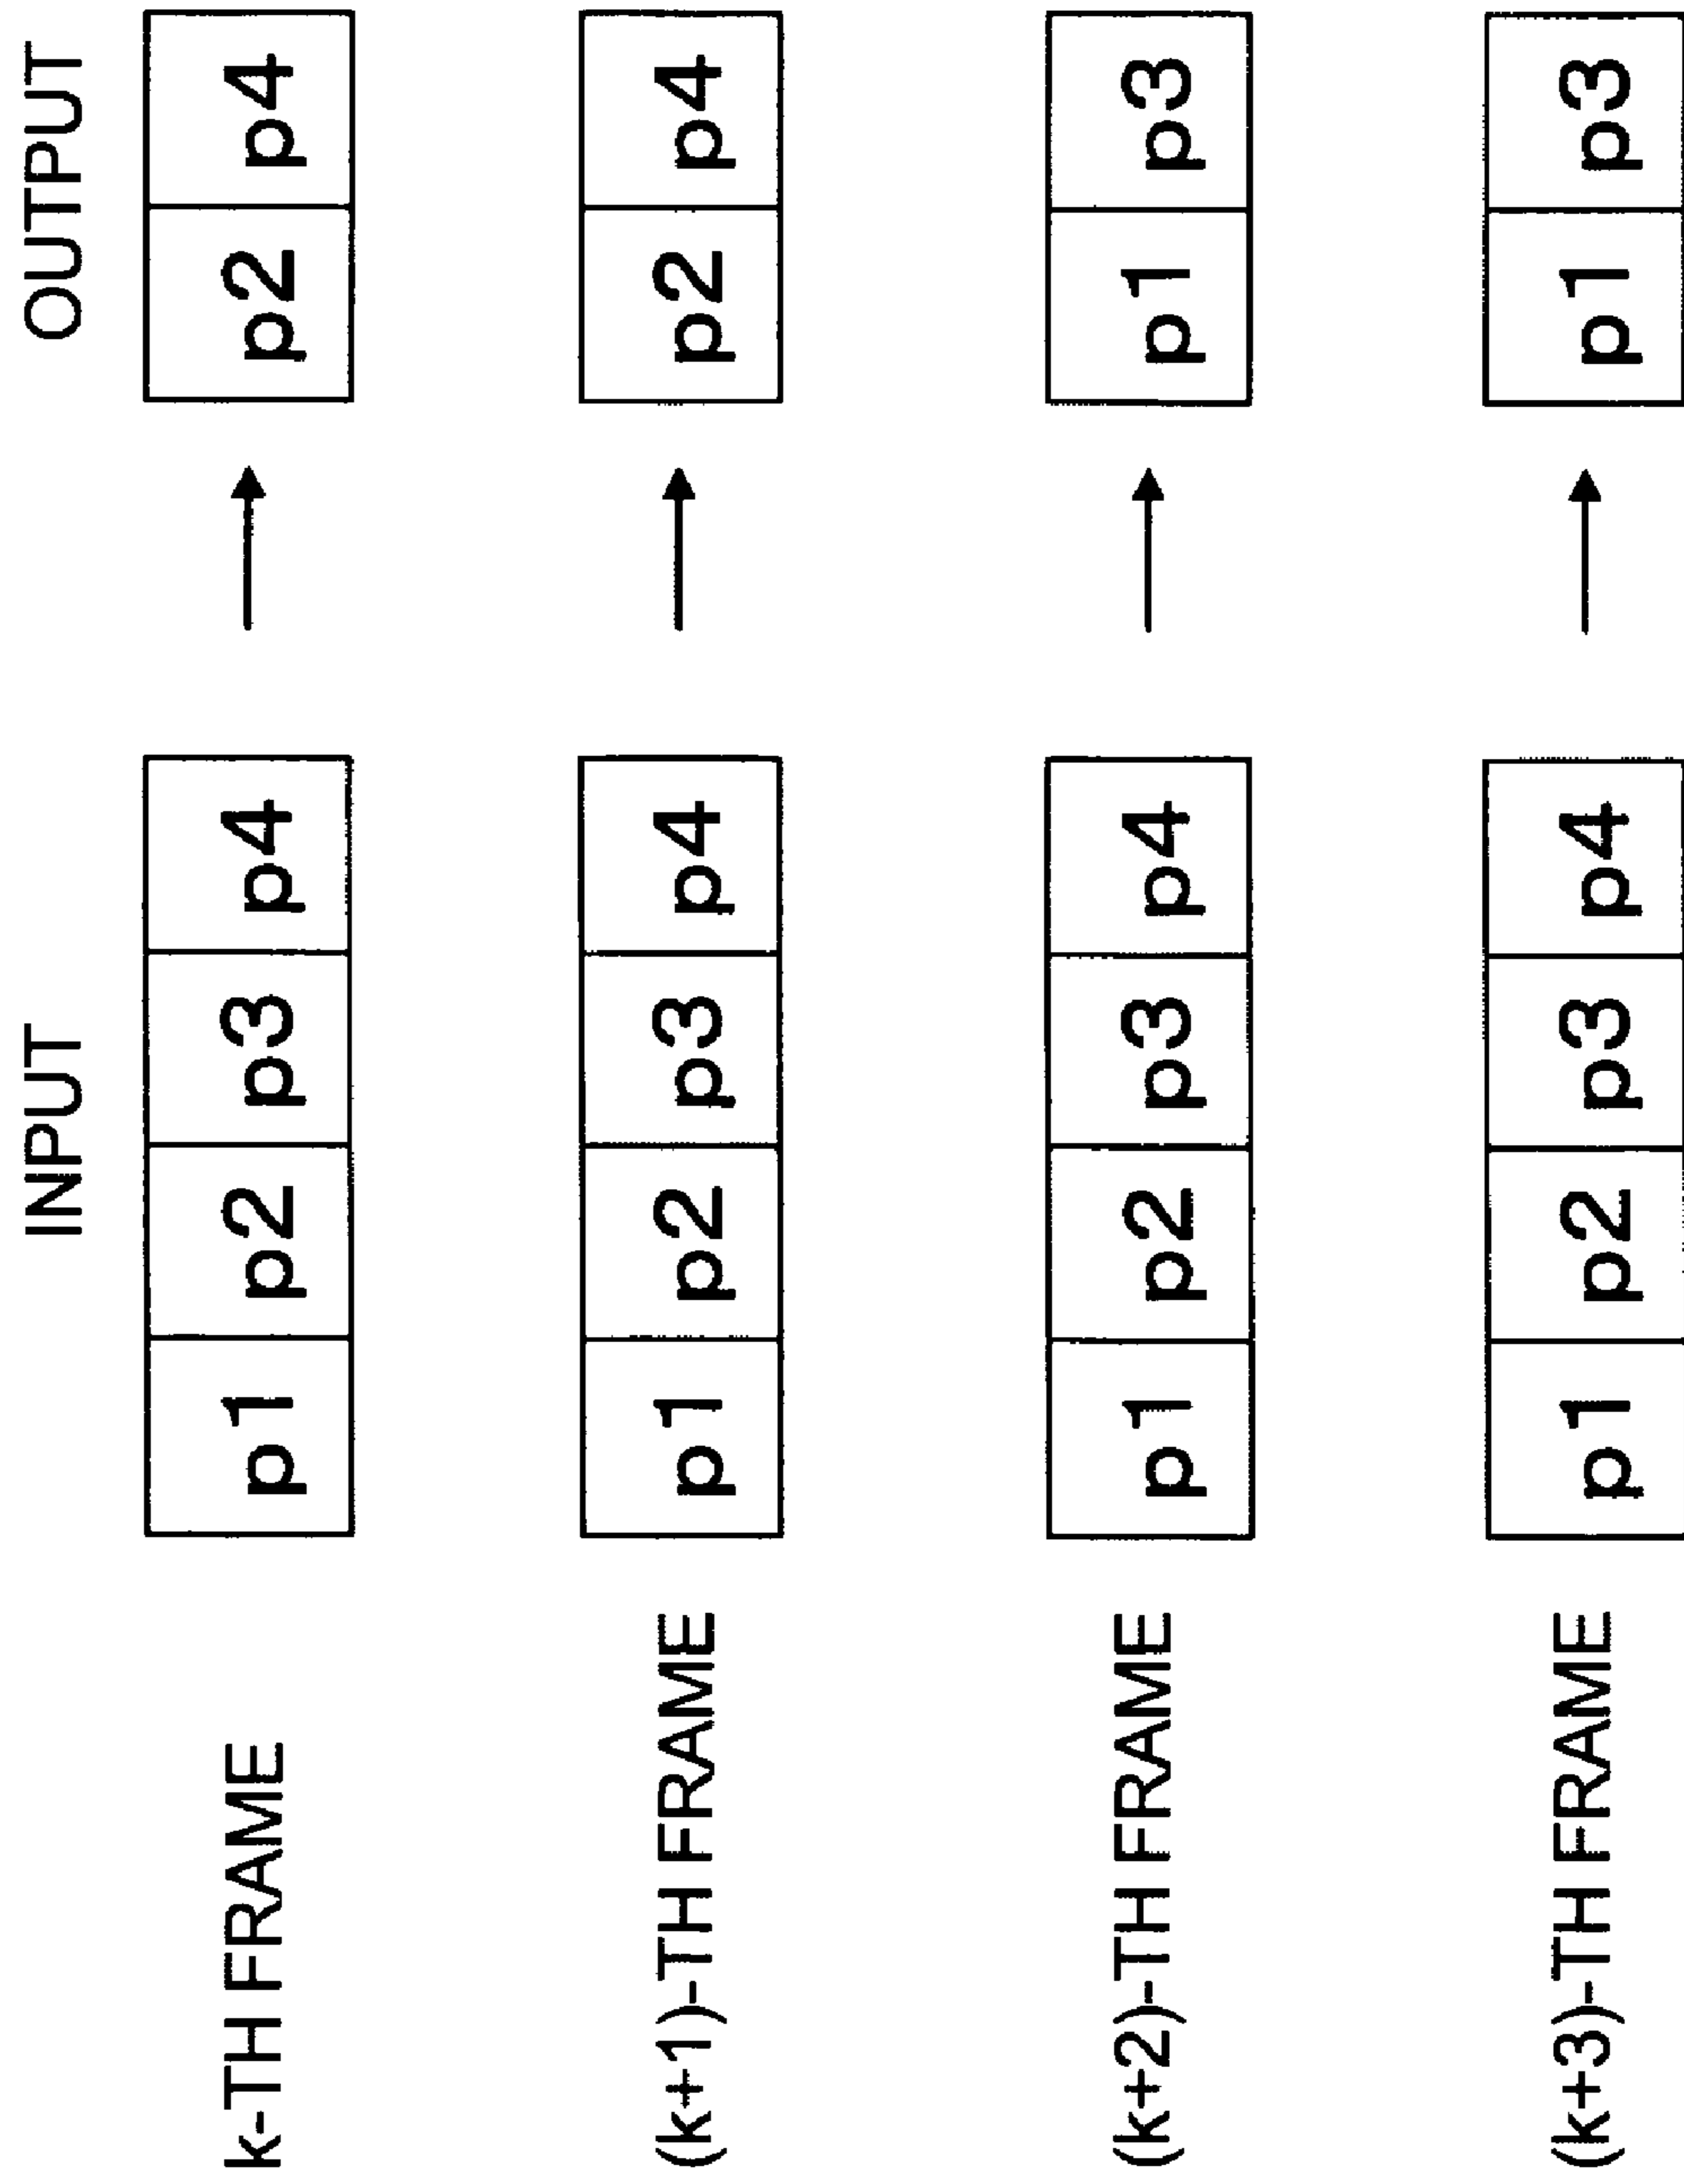 INPUT OUTPUT
k-TH FRAME p1 p2 p3 p4 p2 p4
(k+1)-TH FRAME p1 p2 p3 p4 p2 p4
(k+2)-TH FRAME p1 p2 p3 p4 p1 p3
(k+3)-TH FRAME p1 p2 p3 p4 p1 p3